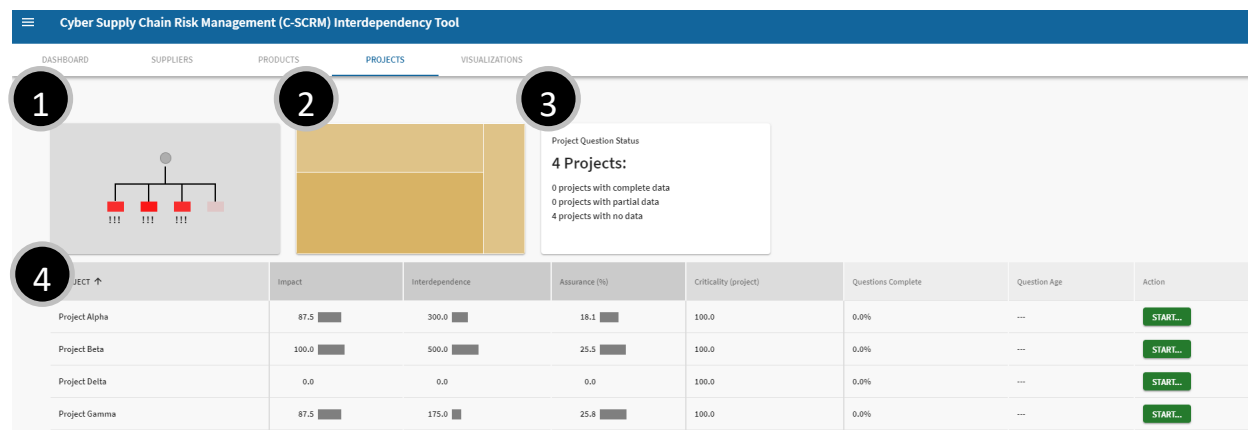 Cyber Supply Chain Risk Management (C-SCRM) Interdependency Tool
DASHBOARD SUPPLIERS PRODUCTS PROJECTS VISUALIZATIONS
1 2 3
!!! !!! !!!
Project Question Status
4 Projects:
0 projects with complete data
0 projects with partial data
4 projects with no data
4
JECT ↑ Impact Interdependence Assurance (%) Criticality (project) Questions Complete Question Age Action
Project Alpha 87.5 300.0 18.1 100.0 0.0% --- START...
Project Beta 100.0 500.0 25.5 100.0 0.0% --- START...
Project Delta 0.0 0.0 0.0 100.0 0.0% --- START...
Project Gamma 87.5 175.0 25.8 100.0 0.0% --- START...